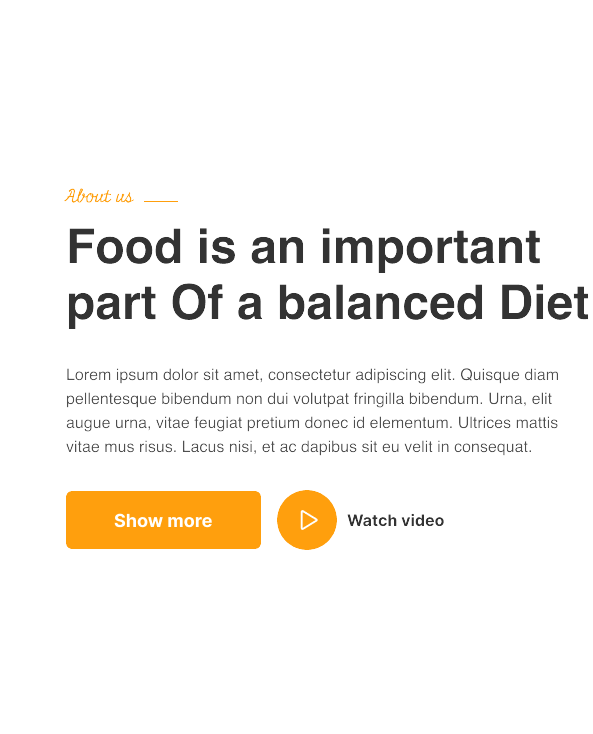 About us
Food is an important
part Of a balanced Diet
Lorem ipsum dolor sit amet, consectetur adipiscing elit. Quisque diam
pellentesque bibendum non dui volutpat fringilla bibendum. Urna, elit
augue urna, vitae feugiat pretium donec id elementum. Ultrices mattis
vitae mus risus. Lacus nisi, et ac dapibus sit eu velit in consequat.
Show more
Watch video